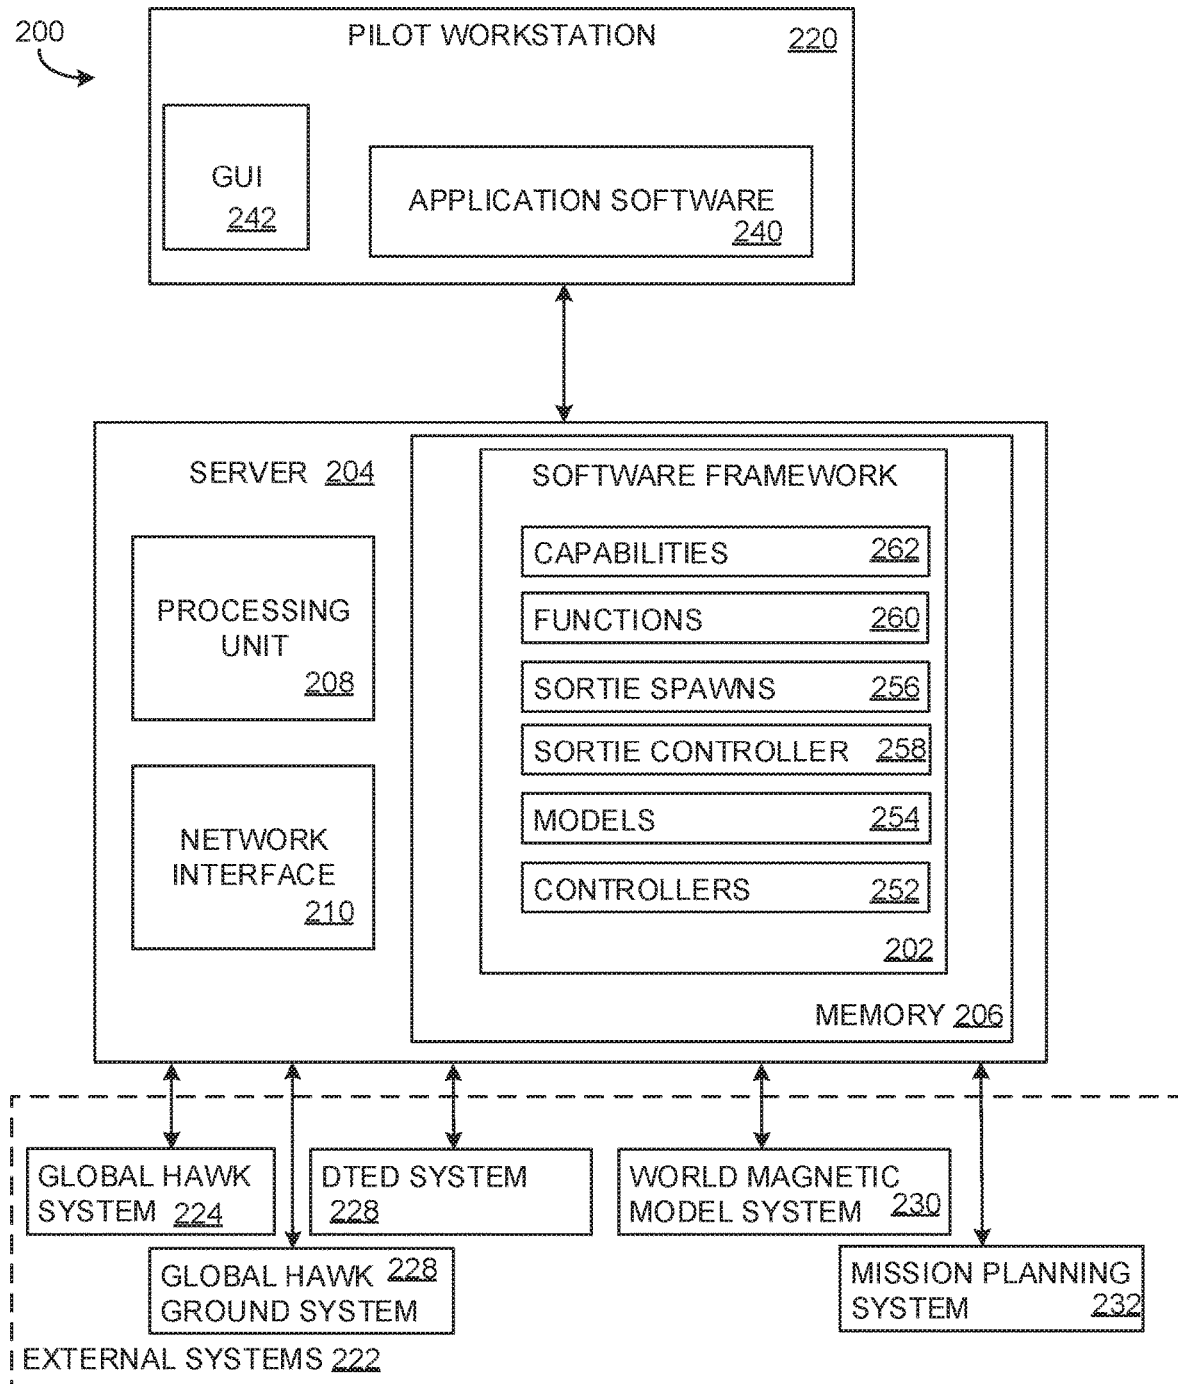 200
PILOT WORKSTATION 220
GUI
242
APPLICATION SOFTWARE
240
SERVER 204
PROCESSING
UNIT
208
NETWORK
INTERFACE
210
SOFTWARE FRAMEWORK
CAPABILITIES 262
FUNCTIONS 260
SORTIE SPAWNS 256
SORTIE CONTROLLER 258
MODELS 254
CONTROLLERS 252
202
MEMORY 206
GLOBAL HAWK
SYSTEM 224
DTED SYSTEM
228
WORLD MAGNETIC
MODEL SYSTEM 230
GLOBAL HAWK 228
GROUND SYSTEM
MISSION PLANNING
SYSTEM 232
EXTERNAL SYSTEMS 222